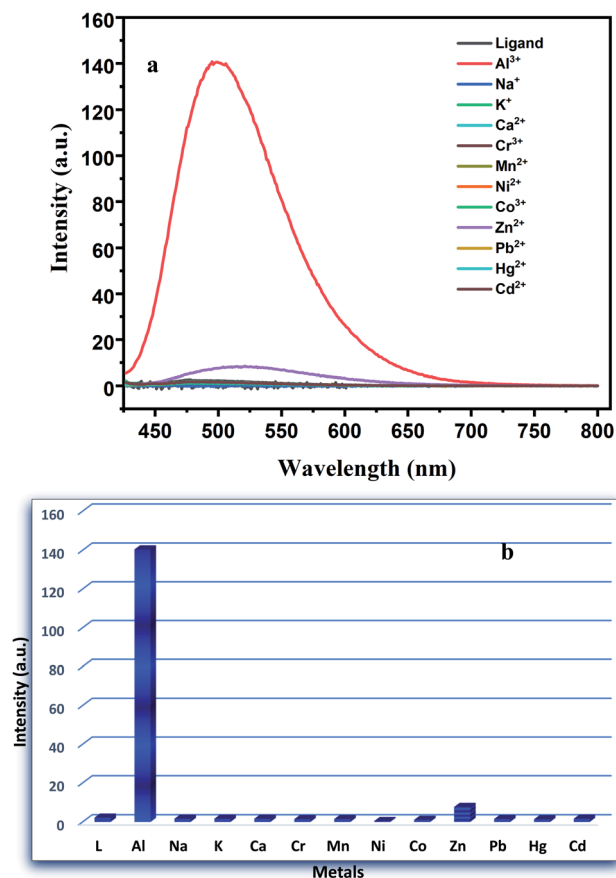 160
140
120
100
80
60
40
20
0
Intensity (a.u.)
a
Ligand
Al³⁺
Na⁺
K⁺
Ca²⁺
Cr³⁺
Mn²⁺
Ni²⁺
Co³⁺
Zn²⁺
Pb²⁺
Hg²⁺
Cd²⁺
450 500 550 600 650 700 750 800
Wavelength (nm)
160
140
120
100
80
60
40
20
0
Intensity (a.u.)
b
L Al Na K Ca Cr Mn Ni Co Zn Pb Hg Cd
Metals